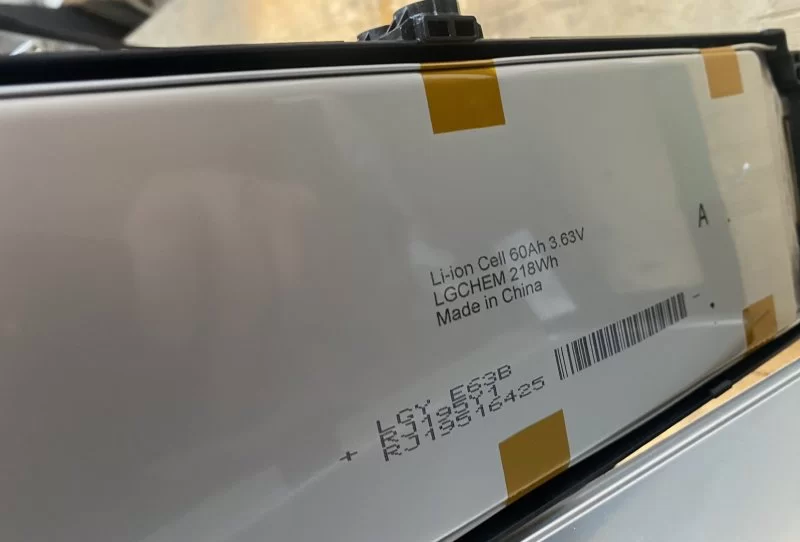 A
Li-ion Cell 60Ah 3.63V
LGCHEM 218Wh
Made in China
LGY E63B
RJ195Y1
+ RJ19516425